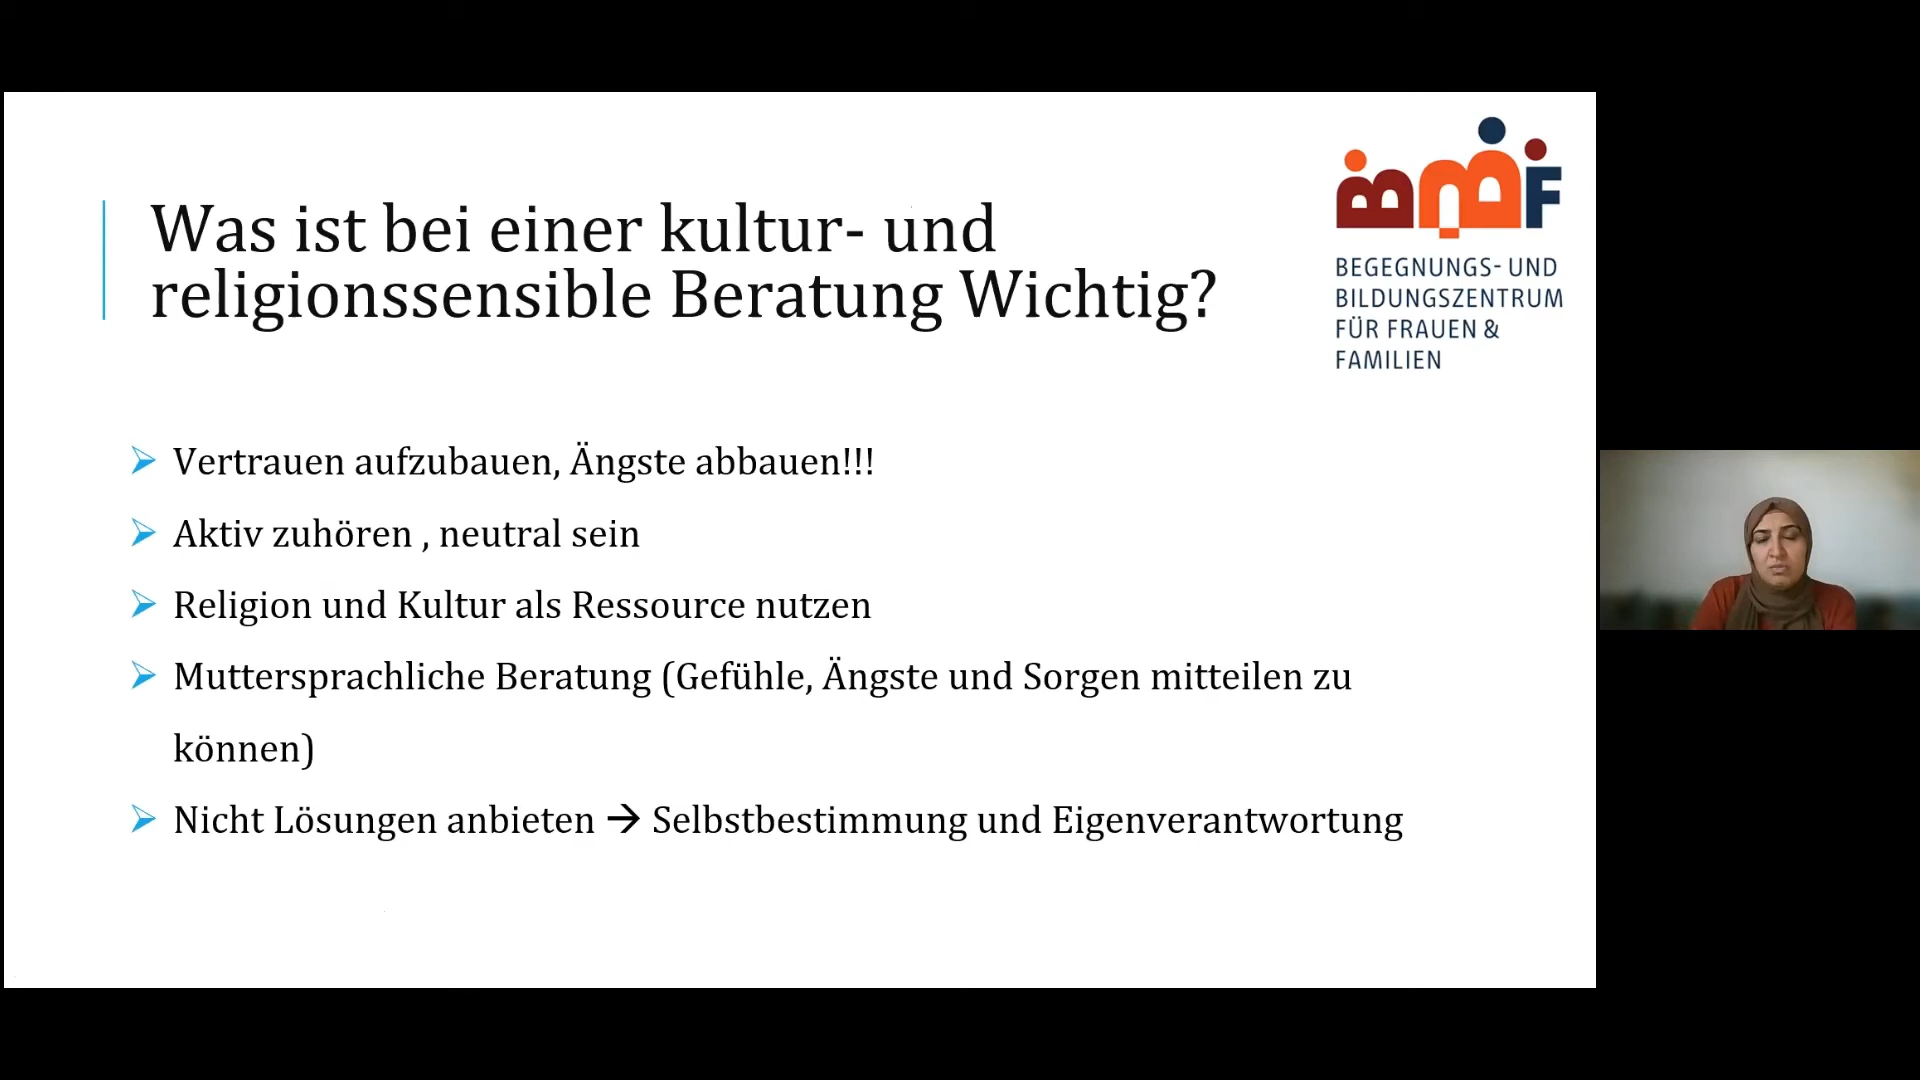 Was ist bei einer kultur- und
religionssensible Beratung Wichtig?
BBF
BEGEGNUNGS- UND
BILDUNGSZENTRUM
FÜR FRAUEN &
FAMILIEN
Vertrauen aufzubauen, Ängste abbauen!!!
Aktiv zuhören , neutral sein
Religion und Kultur als Ressource nutzen
Muttersprachliche Beratung (Gefühle, Ängste und Sorgen mitteilen zu
können)
Nicht Lösungen anbieten → Selbstbestimmung und Eigenverantwortung